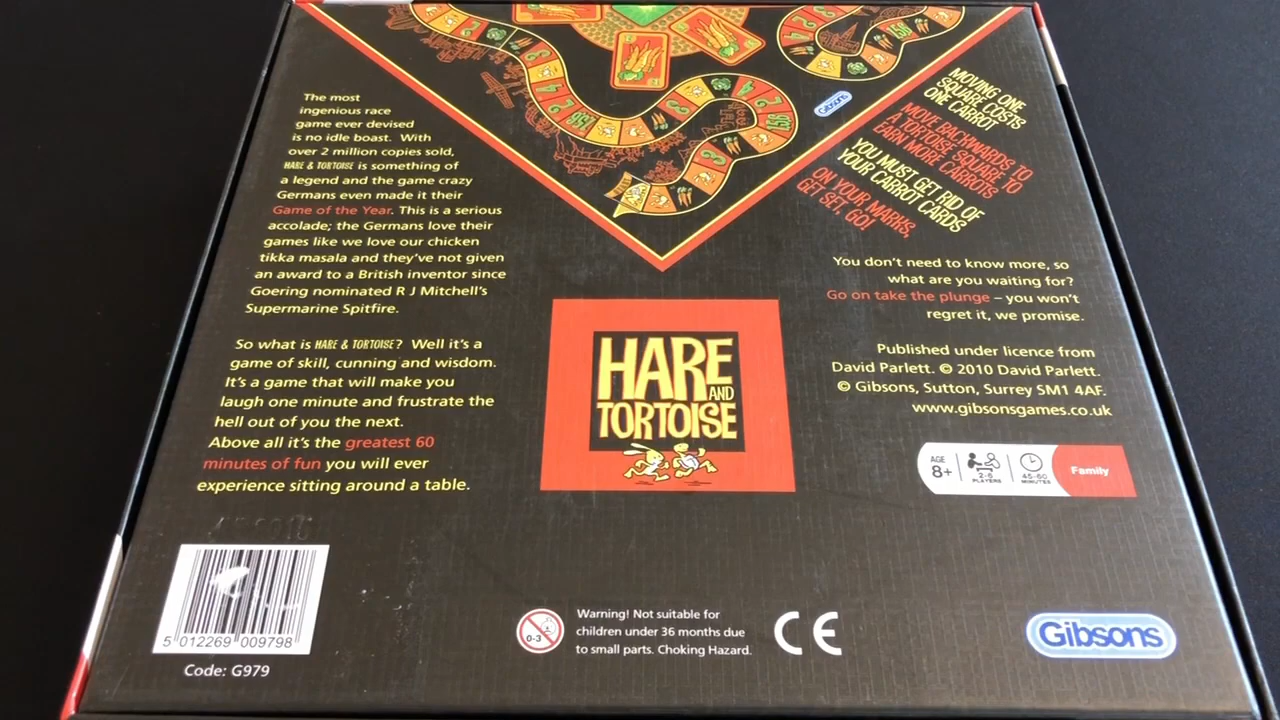 The most
ingenious race
game ever devised
is no idle boast. With
over 2 million copies sold,
HARE & TORTOISE is something of
a legend and the game crazy
Germans even made it their
Game of the Year. This is a serious
accolade; the Germans love their
games like we love our chicken
tikka masala and they've not given
an award to a British inventor since
Goering nominated R J Mitchell's
Supermarine Spitfire.
So what is HARE & TORTOISE? Well it's a
game of skill, cunning and wisdom.
It's a game that will make you
laugh one minute and frustrate the
hell out of you the next.
Above all it's the greatest 60
minutes of fun you will ever
experience sitting around a table.
Gibsons
MOVING ONE
SQUARE COSTS
ONE CARROT
MOVE BACKWARDS TO
A TORTOISE SQUARE TO
EARN MORE CARROTS
YOU MUST GET RID OF
YOUR CARROT CARDS
ON YOUR MARKS,
GET SET, GO!
You don't need to know more, so
what are you waiting for?
Go on take the plunge – you won't
regret it, we promise.
Published under licence from
David Parlett. © 2010 David Parlett.
© Gibsons, Sutton, Surrey SM1 4AF.
www.gibsonsgames.co.uk
HARE
AND
TORTOISE
AGE
8+
2-6
PLAYERS
45-60
MINUTES
Family
5 012269 009798
Code: G979
0-3
Warning! Not suitable for
children under 36 months due
to small parts. Choking Hazard.
CE
Gibsons